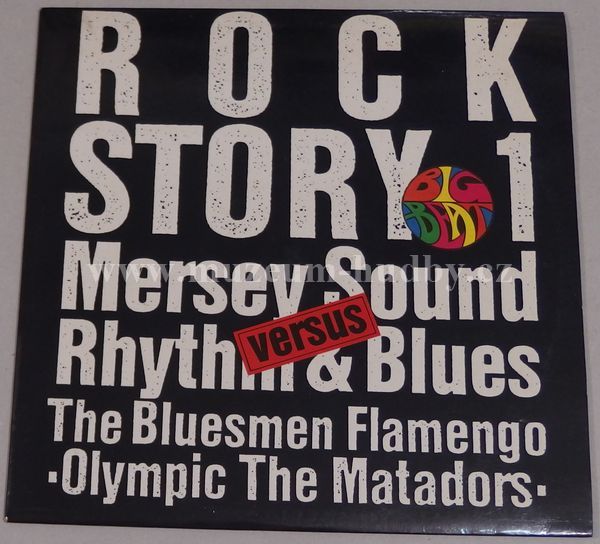 ROCK
STORY 1
BIG
BEAT
Mersey Sound
www.muzeum-hudby.cz
versus
Rhythm & Blues
The Bluesmen Flamengo
·Olympic The Matadors·